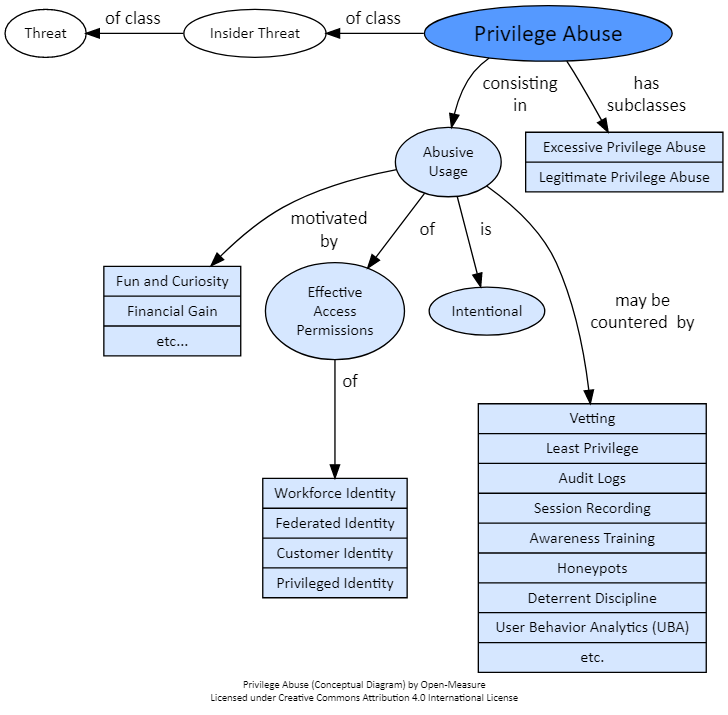 Threat
of class
Insider Threat
of class
Privilege Abuse
consisting
in
has
subclasses
Excessive Privilege Abuse
Legitimate Privilege Abuse
Abusive
Usage
motivated
by
of
is
may be
countered by
Fun and Curiosity
Financial Gain
etc...
Effective
Access
Permissions
Intentional
of
Workforce Identity
Federated Identity
Customer Identity
Privileged Identity
Vetting
Least Privilege
Audit Logs
Session Recording
Awareness Training
Honeypots
Deterrent Discipline
User Behavior Analytics (UBA)
etc.
Privilege Abuse (Conceptual Diagram) by Open-Measure
Licensed under Creative Commons Attribution 4.0 International License